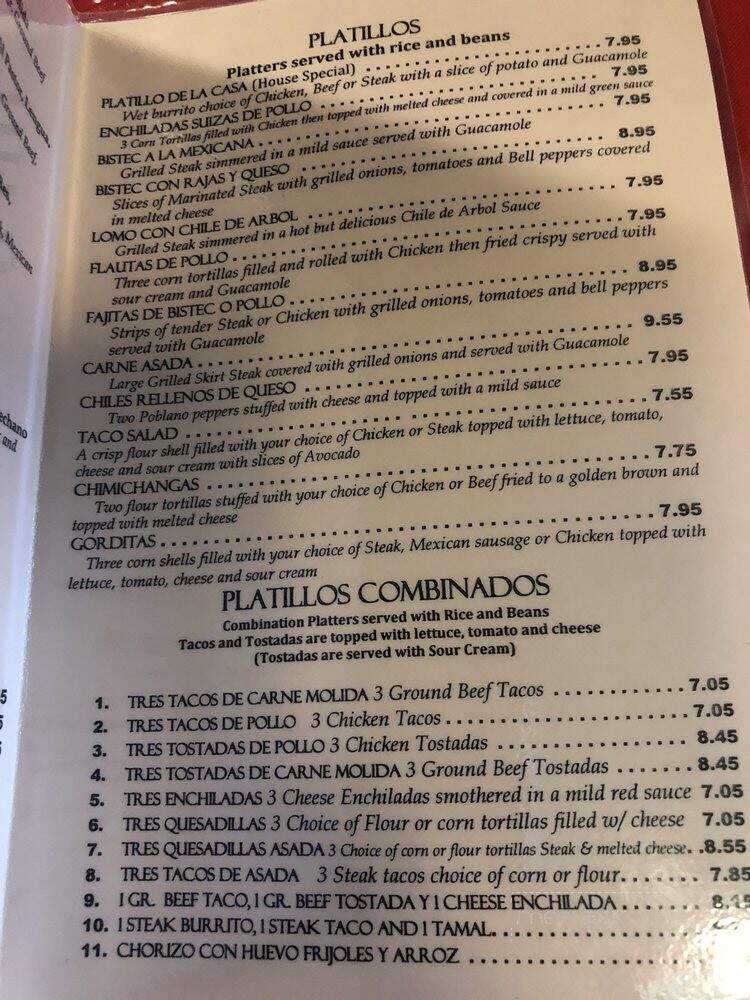 PLATILLOS
Platters served with rice and beans
PLATILLO DE LA CASA (House Special) . . . . . . . . . . . . . . . . . . . 7.95
Wet burrito choice of Chicken, Beef or Steak with a slice of potato and Guacamole
ENCHILADAS SUIZAS DE POLLO . . . . . . . . . . . . . . . . . . . . 7.95
3 Corn Tortillas filled with Chicken then topped with melted cheese and covered in a mild green sauce
BISTEC A LA MEXICANA . . . . . . . . . . . . . . . . . . . . . . . . 7.95
Grilled Steak simmered in a mild sauce served with Guacamole
BISTEC CON RAJAS Y QUESO . . . . . . . . . . . . . . . . . . . . . . 8.95
Slices of Marinated Steak with grilled onions, tomatoes and Bell peppers covered
in melted cheese
LOMO CON CHILE DE ARBOL . . . . . . . . . . . . . . . . . . . . . . 7.95
Grilled Steak simmered in a hot but delicious Chile de Arbol Sauce
FLAUTAS DE POLLO . . . . . . . . . . . . . . . . . . . . . . . . . . 7.95
Three corn tortillas filled and rolled with Chicken then fried crispy served with
sour cream and Guacamole
FAJITAS DE BISTEC O POLLO . . . . . . . . . . . . . . . . . . . . . 8.95
Strips of tender Steak or Chicken with grilled onions, tomatoes and bell peppers
served with Guacamole
CARNE ASADA . . . . . . . . . . . . . . . . . . . . . . . . . . . . 9.55
Large Grilled Skirt Steak covered with grilled onions and served with Guacamole
CHILES RELLENOS DE QUESO . . . . . . . . . . . . . . . . . . . . . 7.95
Two Poblano peppers stuffed with cheese and topped with a mild sauce
TACO SALAD . . . . . . . . . . . . . . . . . . . . . . . . . . . . 7.55
A crisp flour shell filled with your choice of Chicken or Steak topped with lettuce, tomato,
cheese and sour cream with slices of Avocado
CHIMICHANGAS . . . . . . . . . . . . . . . . . . . . . . . . . . . 7.75
Two flour tortillas stuffed with your choice of Chicken or Beef fried to a golden brown and
topped with melted cheese
GORDITAS . . . . . . . . . . . . . . . . . . . . . . . . . . . . . 7.95
Three corn shells filled with your choice of Steak, Mexican sausage or Chicken topped with
lettuce, tomato, cheese and sour cream
PLATILLOS COMBINADOS
Combination Platters served with Rice and Beans
Tacos and Tostadas are topped with lettuce, tomato and cheese
(Tostadas are served with Sour Cream)
1. TRES TACOS DE CARNE MOLIDA 3 Ground Beef Tacos . . . . . . . . . . . 7.05
2. TRES TACOS DE POLLO 3 Chicken Tacos . . . . . . . . . . . . . . . . . . . . 7.05
3. TRES TOSTADAS DE POLLO 3 Chicken Tostadas . . . . . . . . . . . . . . . . 8.45
4. TRES TOSTADAS DE CARNE MOLIDA 3 Ground Beef Tostadas . . . . . . . 8.45
5. TRES ENCHILADAS 3 Cheese Enchiladas smothered in a mild red sauce 7.05
6. TRES QUESADILLAS 3 Choice of Flour or corn tortillas filled w/ cheese 7.05
7. TRES QUESADILLAS ASADA 3 Choice of corn or flour tortillas Steak & melted cheese. .8.55
8. TRES TACOS DE ASADA 3 Steak tacos choice of corn or flour. . . . . . . 7.85
9. 1 GR. BEEF TACO, 1 GR. BEEF TOSTADA Y 1 CHEESE ENCHILADA . . . . . . .
10. 1 STEAK BURRITO, 1 STEAK TACO AND 1 TAMAL. . . . . . . . . . . . . . .
11. CHORIZO CON HUEVO FRIJOLES Y ARROZ . . . . . . . . . . . . . . .
Ground Beef
Mexican
and